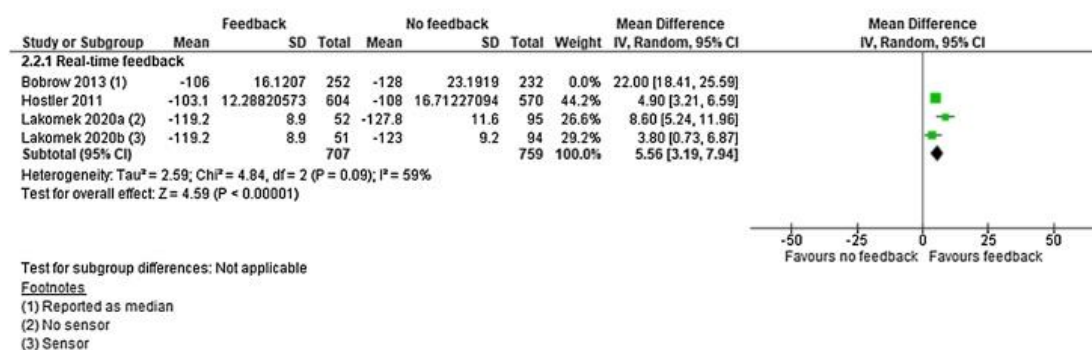 Feedback No feedback Mean Difference Mean Difference
Study or Subgroup Mean SD Total Mean SD Total Weight IV, Random, 95% CI IV, Random, 95% CI
2.2.1 Real-time feedback
Bobrow 2013 (1) -106 16.1207 252 -128 23.1919 232 0.0% 22.00 [18.41, 25.59]
Hostler 2011 -103.1 12.28820573 604 -108 16.71227094 570 44.2% 4.90 [3.21, 6.59]
Lakomek 2020a (2) -119.2 8.9 52 -127.8 11.6 95 26.6% 8.60 [5.24, 11.96]
Lakomek 2020b (3) -119.2 8.9 51 -123 9.2 94 29.2% 3.80 [0.73, 6.87]
Subtotal (95% CI) 707 759 100.0% 5.56 [3.19, 7.94]
Heterogeneity: Tau² = 2.59; Chi² = 4.84, df = 2 (P = 0.09); I² = 59%
Test for overall effect: Z = 4.59 (P < 0.00001)
-50 -25 0 25 50
Favours no feedback Favours feedback
Test for subgroup differences: Not applicable
Footnotes
(1) Reported as median
(2) No sensor
(3) Sensor